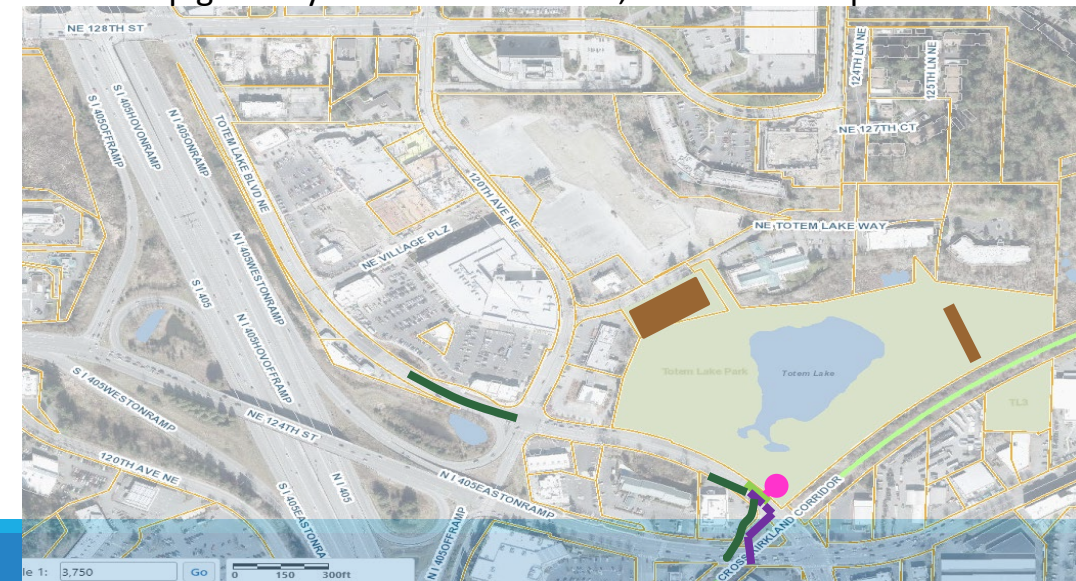 NE 128TH ST
S I 405OFFRAMP
S I 405HOVONRAMP
N I 405ONRAMP
TOTEM LAKE BLVD NE
124TH LN NE
125TH LN NE
NE 127TH CT
120TH AVE NE
NE VILLAGE PLZ
NE TOTEM LAKE WAY
N I 405WESTONRAMP
S I 405
N I 405HOVOFFRAMP
Totem Lake Park
Totem Lake
TL3
S I 405WESTONRAMP
NE 124TH ST
120TH AVE NE
N I 405
S I 405EASTONRA
N I 405EASTONRAMP
N I 405OFFRAMP
CROSS KIRKLAND CORRIDOR
le 1: 3,750 Go 0 150 300ft